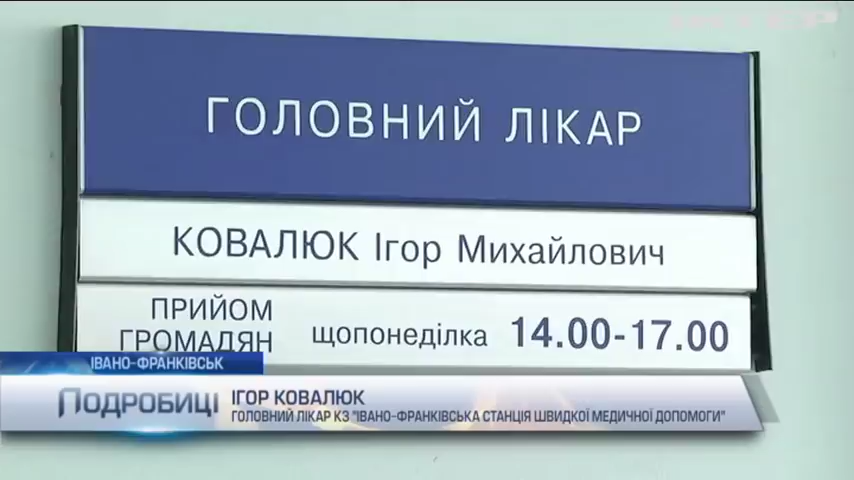 ГОЛОВНИЙ ЛІКАР
КОВАЛЮК Ігор Михайлович
ПРИЙОМ
ГРОМАДЯН
щопонеділка 14.00-17.00
ІВАНО-ФРАНКІВСЬК
ПОДРОБИЦІ
ІГОР КОВАЛЮК
ГОЛОВНИЙ ЛІКАР КЗ "ІВАНО-ФРАНКІВСЬКА СТАНЦІЯ ШВИДКОЇ МЕДИЧНОЇ ДОПОМОГИ"